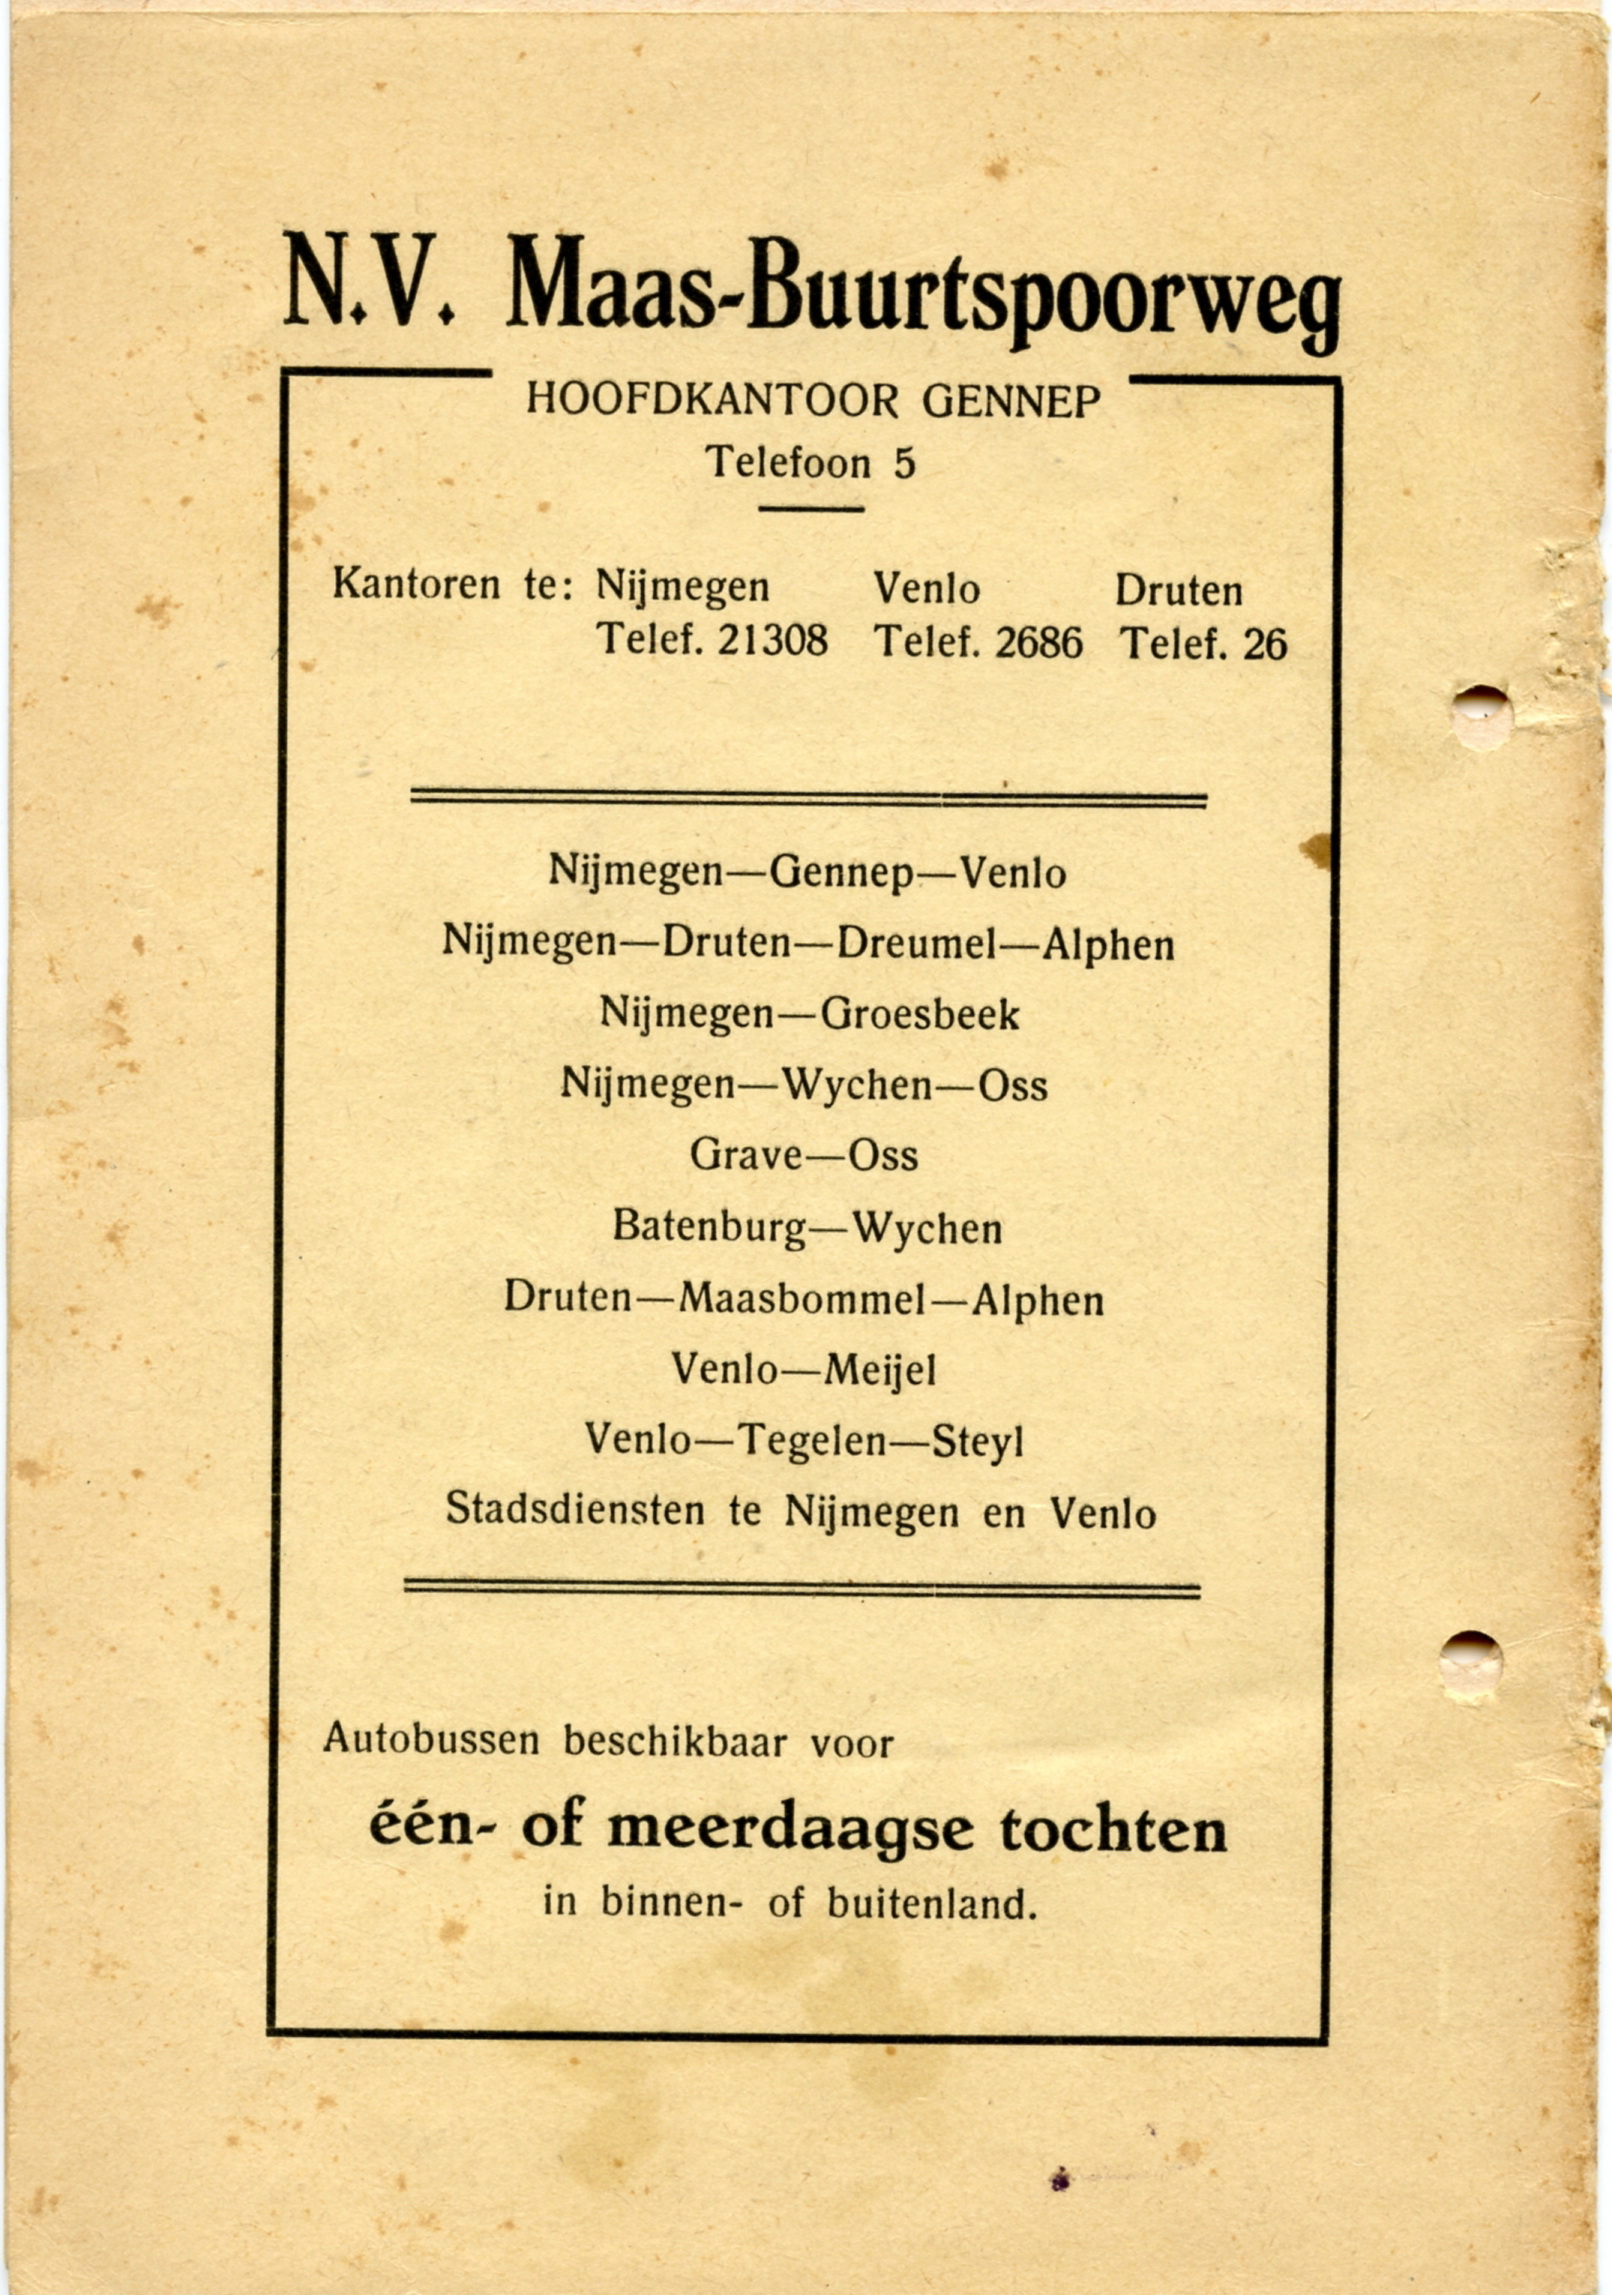 N.V. Maas-Buurtspoorweg
HOOFDKANTOOR GENNEP
Telefoon 5
Kantoren te: Nijmegen Venlo Druten
Telef. 21308 Telef. 2686 Telef. 26
Nijmegen—Gennep—Venlo
Nijmegen—Druten—Dreumel—Alphen
Nijmegen—Groesbeek
Nijmegen—Wychen—Oss
Grave—Oss
Batenburg—Wychen
Druten—Maasbommel—Alphen
Venlo—Meijel
Venlo—Tegelen—Steyl
Stadsdiensten te Nijmegen en Venlo
Autobussen beschikbaar voor
één- of meerdaagse tochten
in binnen- of buitenland.